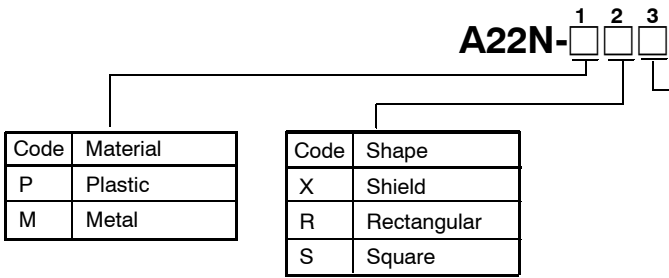 1 2 3
A22N-□□□
Code Material
P Plastic
M Metal
Code Shape
X Shield
R Rectangular
S Square